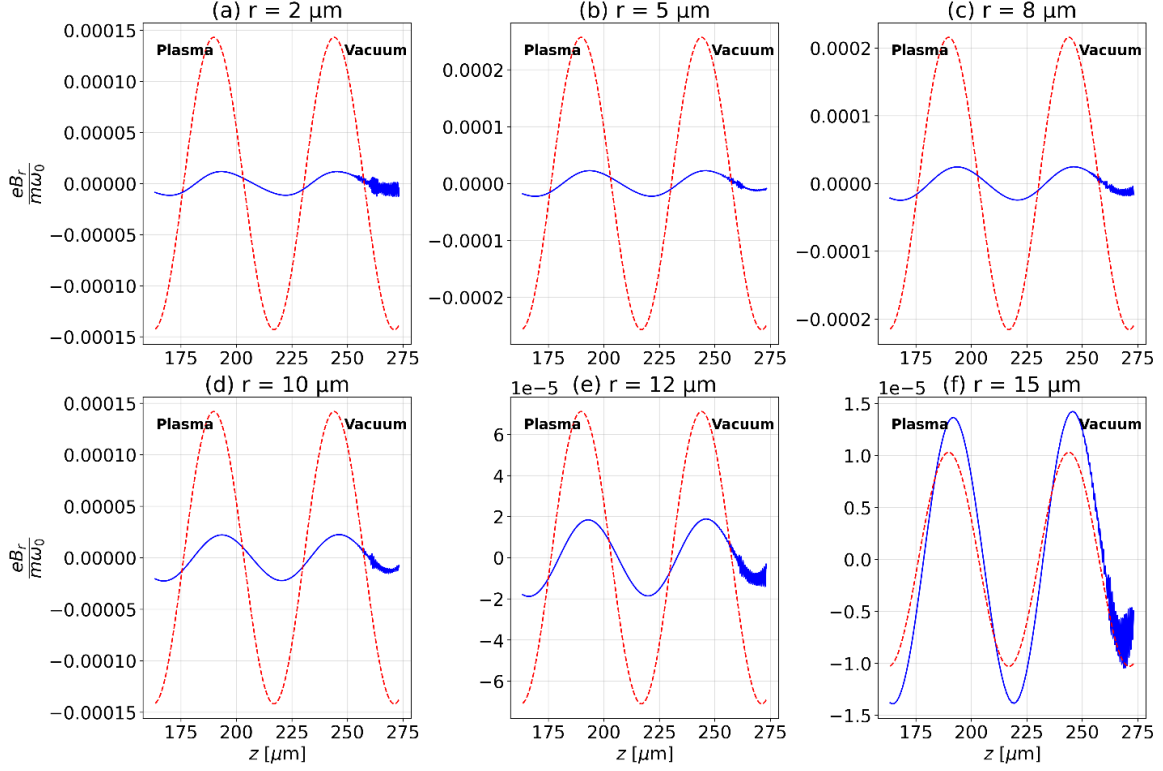 (a) r = 2 μm
(b) r = 5 μm
(c) r = 8 μm
0.00015
0.00010
0.00005
0.00000
−0.00005
−0.00010
−0.00015
eB_r / mω_0
Plasma
Vacuum
175
200
225
250
275
0.0002
0.0001
0.0000
−0.0001
−0.0002
Plasma
Vacuum
175
200
225
250
275
0.0002
0.0001
0.0000
−0.0001
−0.0002
Plasma
Vacuum
175
200
225
250
275
(d) r = 10 μm
1e−5
(e) r = 12 μm
1e−5
(f) r = 15 μm
0.00015
0.00010
0.00005
0.00000
−0.00005
−0.00010
−0.00015
eB_r / mω_0
Plasma
Vacuum
175
200
225
250
275
z [μm]
6
4
2
0
−2
−4
−6
Plasma
Vacuum
175
200
225
250
275
z [μm]
1.5
1.0
0.5
0.0
−0.5
−1.0
−1.5
Plasma
Vacuum
175
200
225
250
275
z [μm]